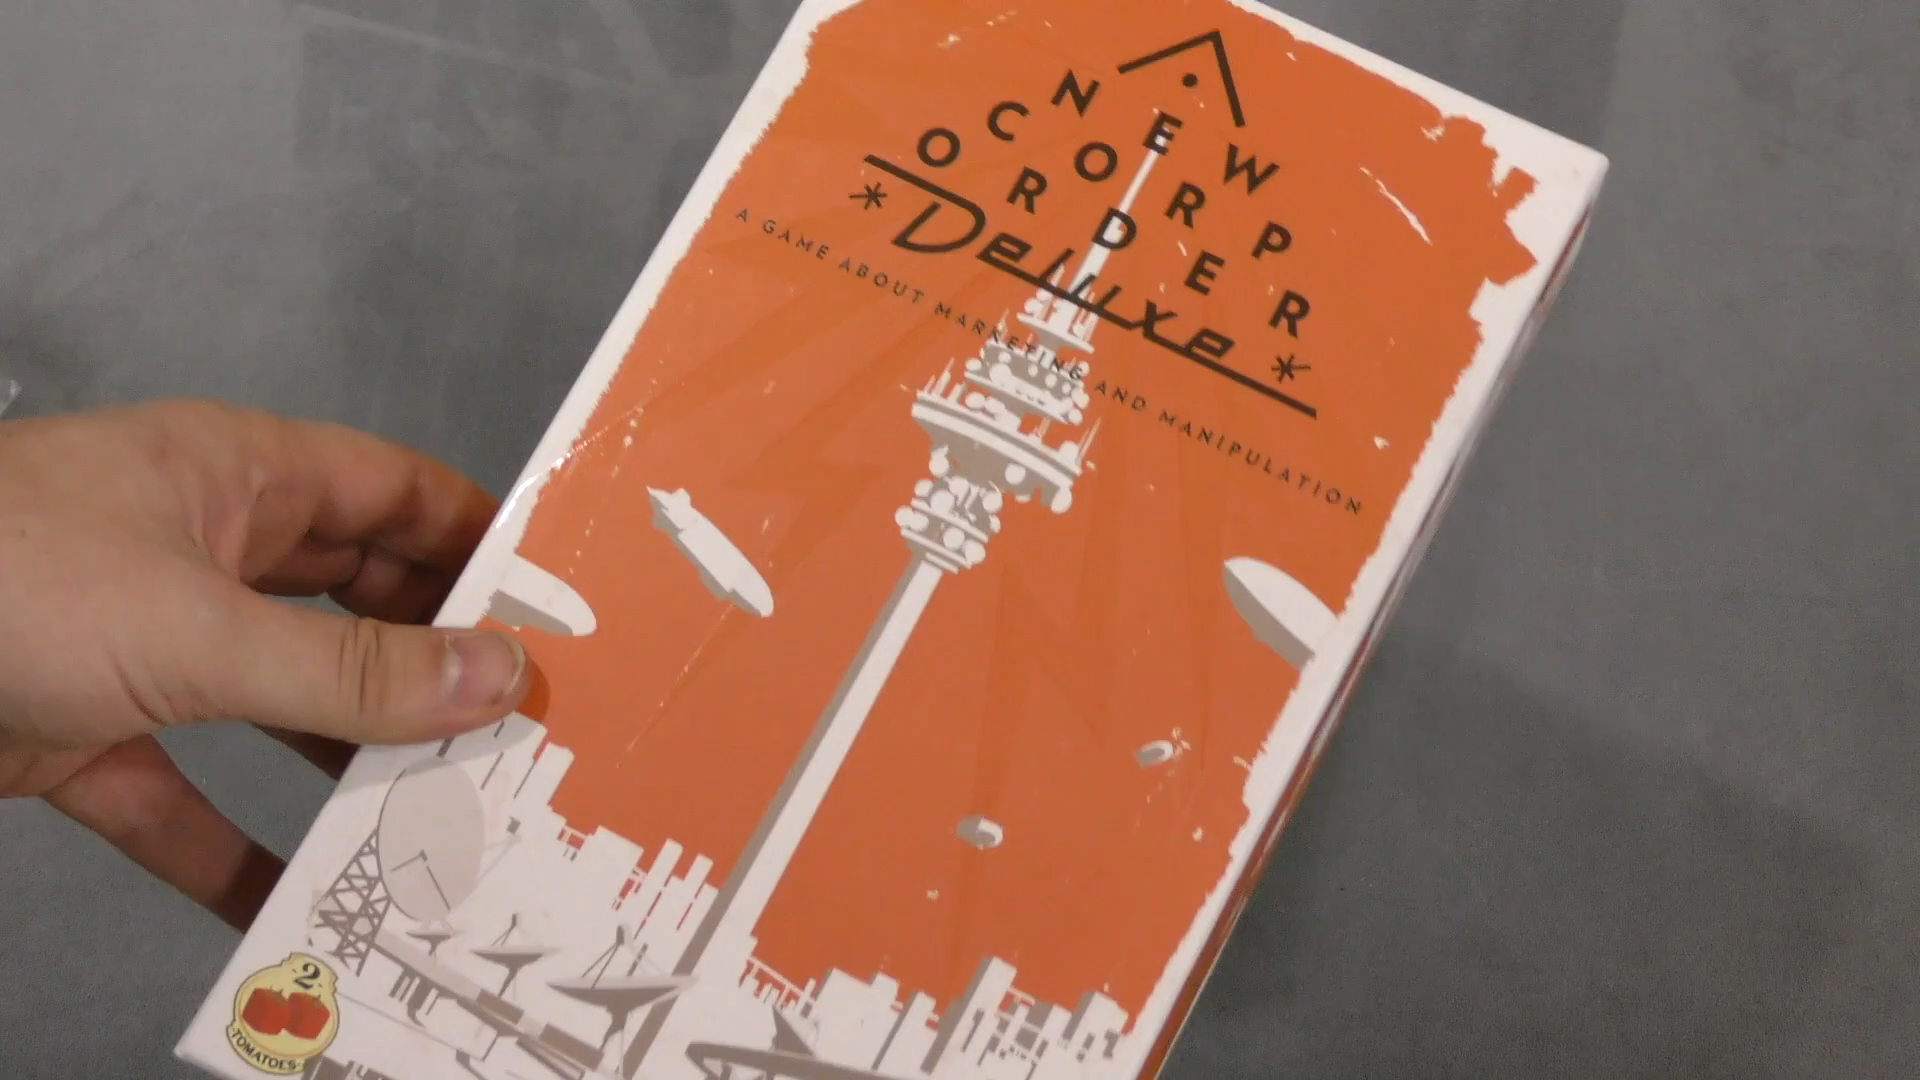 NEW
CORP
ORDER
* Deluxe *
A GAME ABOUT MARKETING AND MANIPULATION
2
TOMATOES